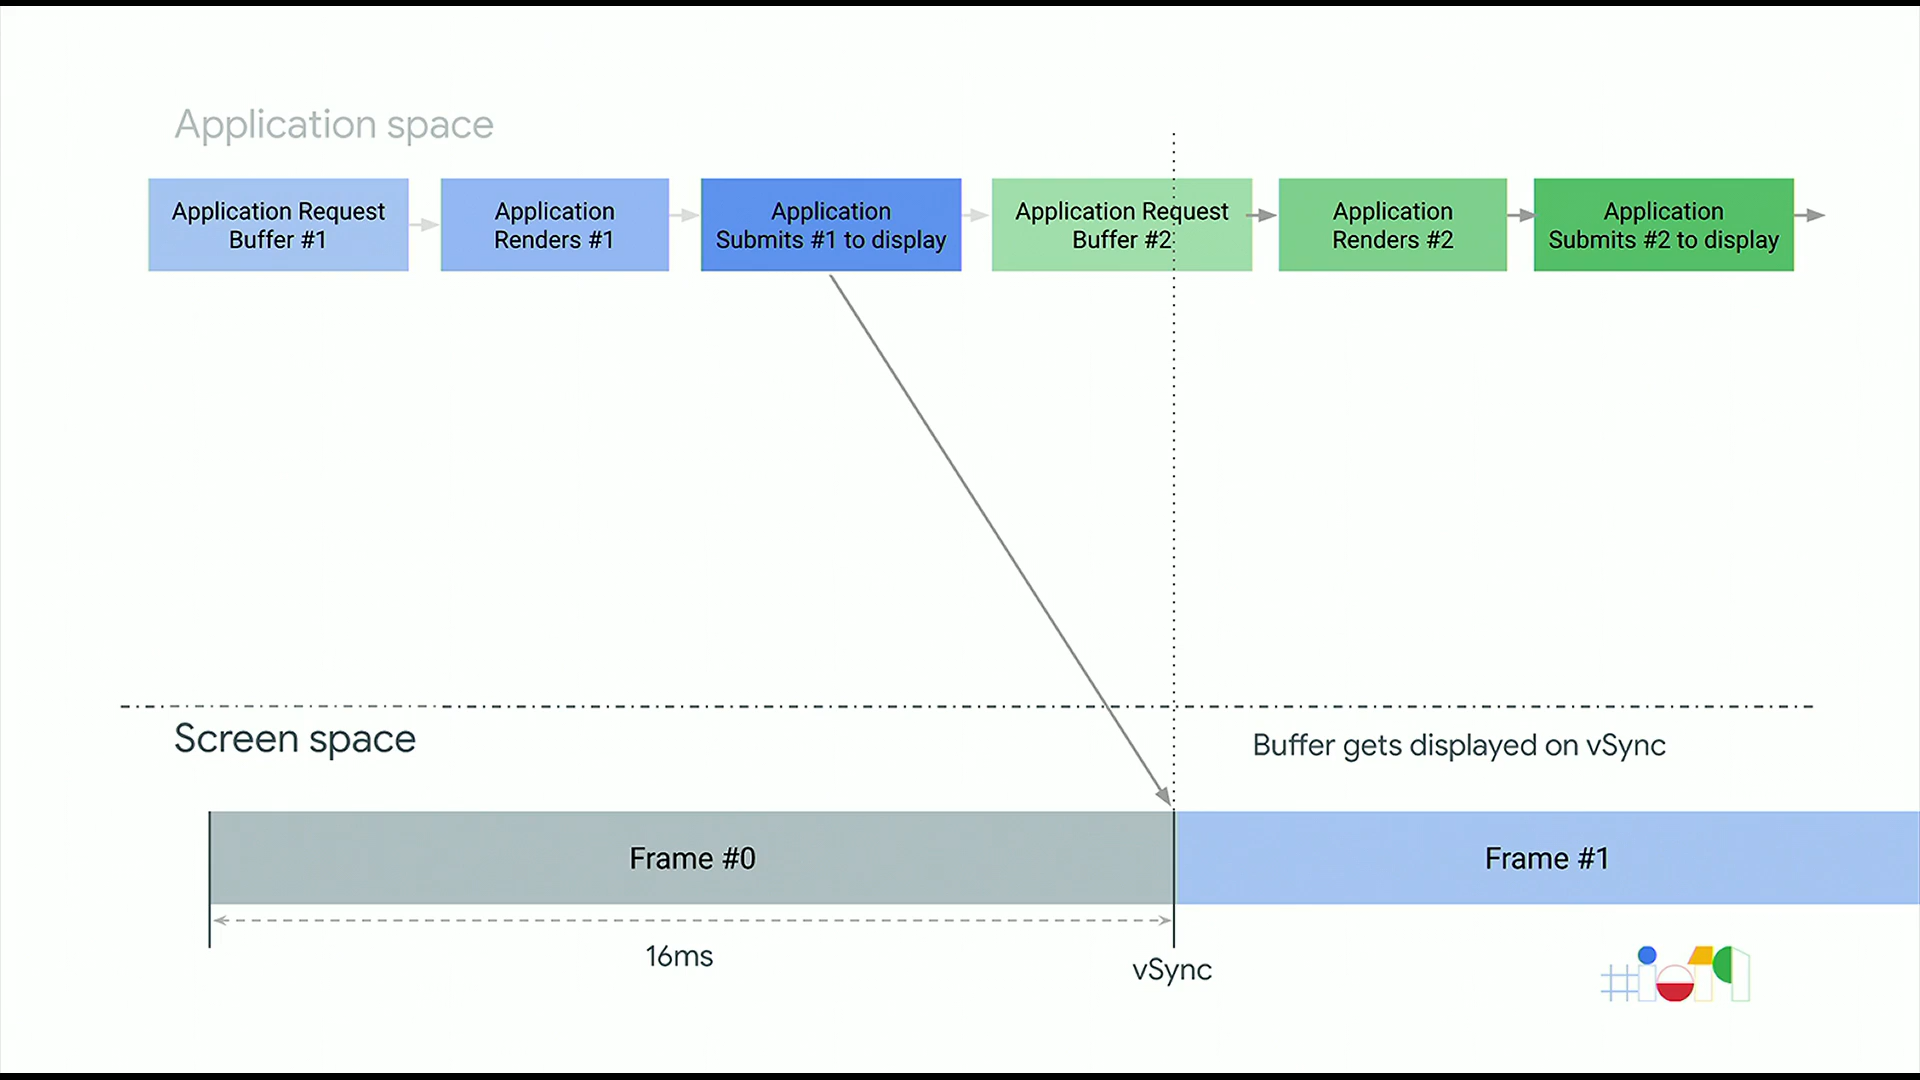 Application space
Application Request
Buffer #1
Application
Renders #1
Application
Submits #1 to display
Application Request
Buffer #2
Application
Renders #2
Application
Submits #2 to display
Screen space
Buffer gets displayed on vSync
Frame #0
Frame #1
16ms
vSync
#io19